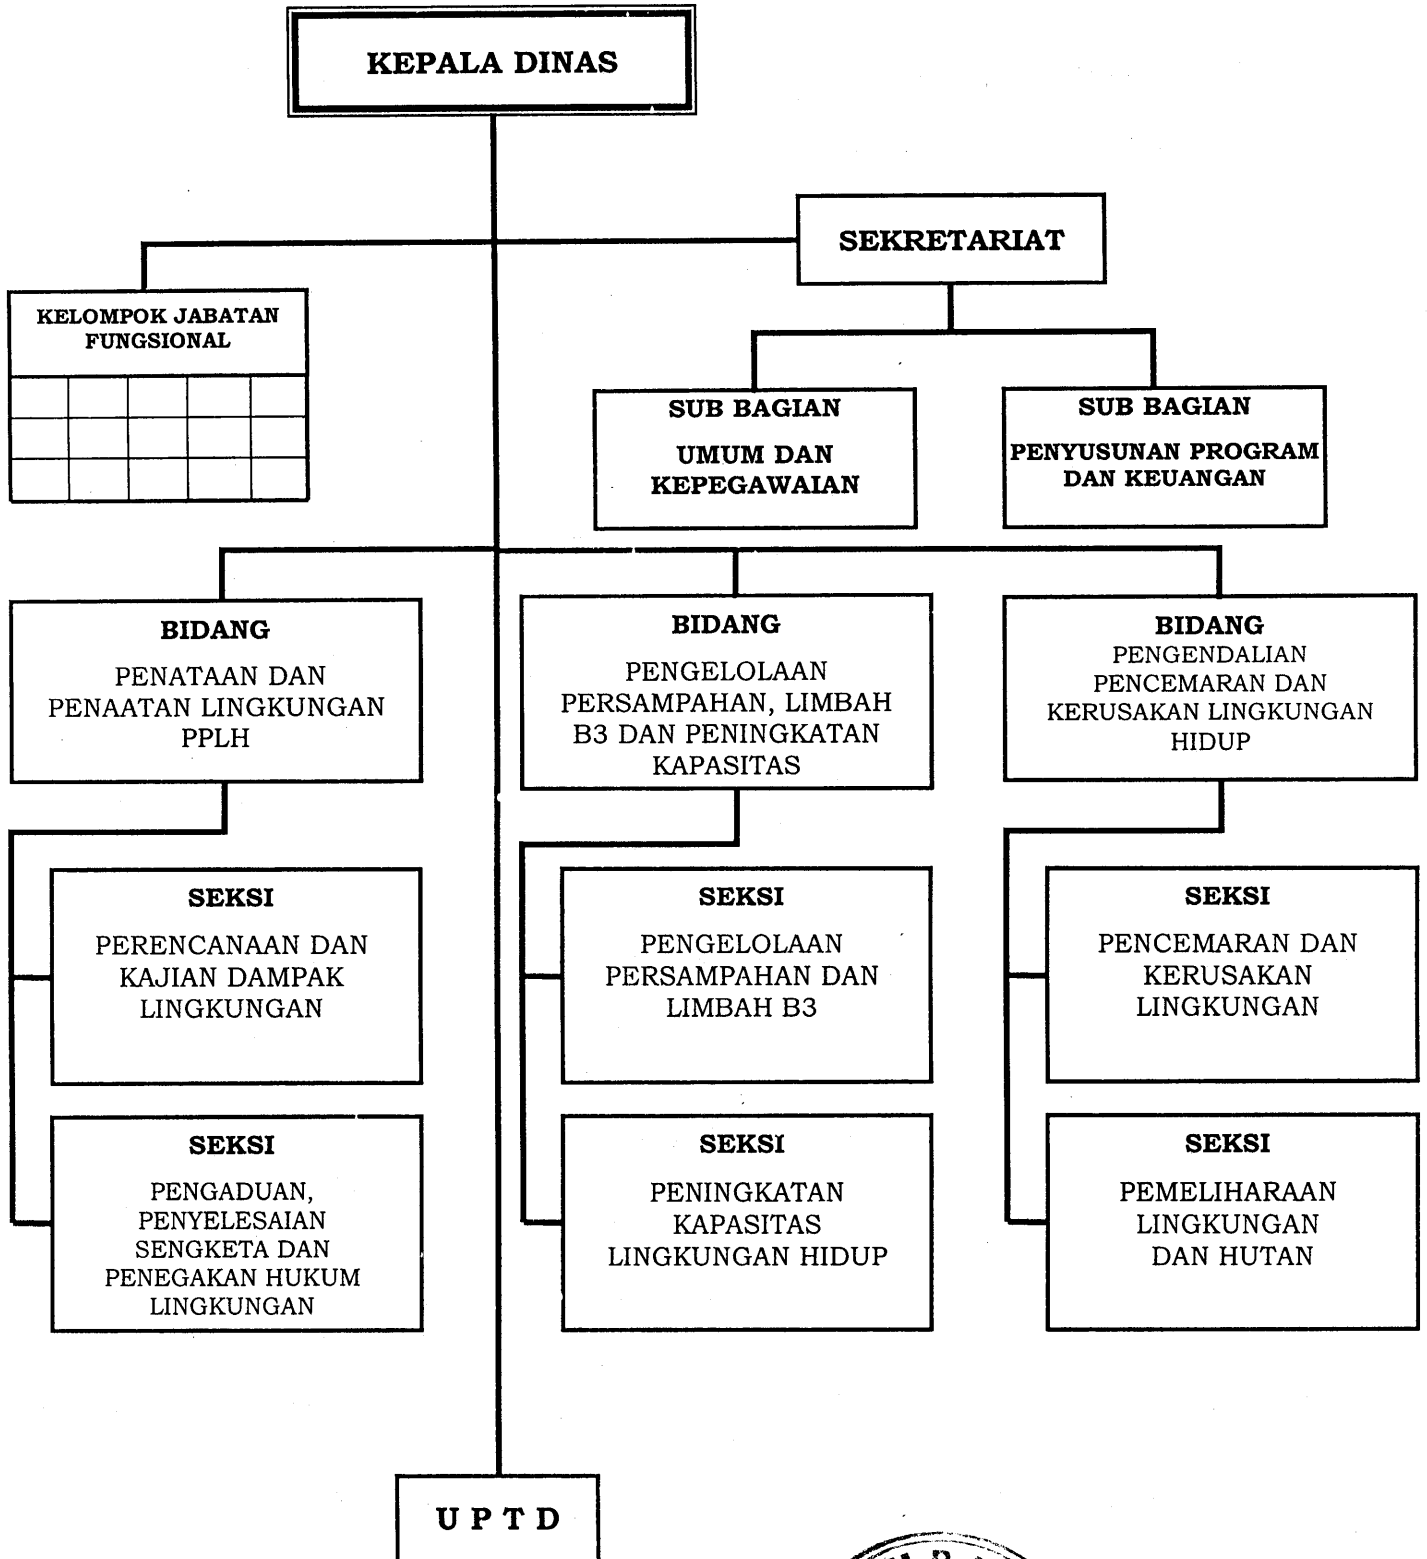 KEPALA DINAS
SEKRETARIAT
KELOMPOK JABATAN
FUNGSIONAL
SUB BAGIAN
UMUM DAN
KEPEGAWAIAN
SUB BAGIAN
PENYUSUNAN PROGRAM
DAN KEUANGAN
BIDANG
PENATAAN DAN
PENAATAN LINGKUNGAN
PPLH
BIDANG
PENGELOLAAN
PERSAMPAHAN, LIMBAH
B3 DAN PENINGKATAN
KAPASITAS
BIDANG
PENGENDALIAN
PENCEMARAN DAN
KERUSAKAN LINGKUNGAN
HIDUP
SEKSI
PERENCANAAN DAN
KAJIAN DAMPAK
LINGKUNGAN
SEKSI
PENGELOLAAN
PERSAMPAHAN DAN
LIMBAH B3
SEKSI
PENCEMARAN DAN
KERUSAKAN
LINGKUNGAN
SEKSI
PENGADUAN,
PENYELESAIAN
SENGKETA DAN
PENEGAKAN HUKUM
LINGKUNGAN
SEKSI
PENINGKATAN
KAPASITAS
LINGKUNGAN HIDUP
SEKSI
PEMELIHARAAN
LINGKUNGAN
DAN HUTAN
U P T D